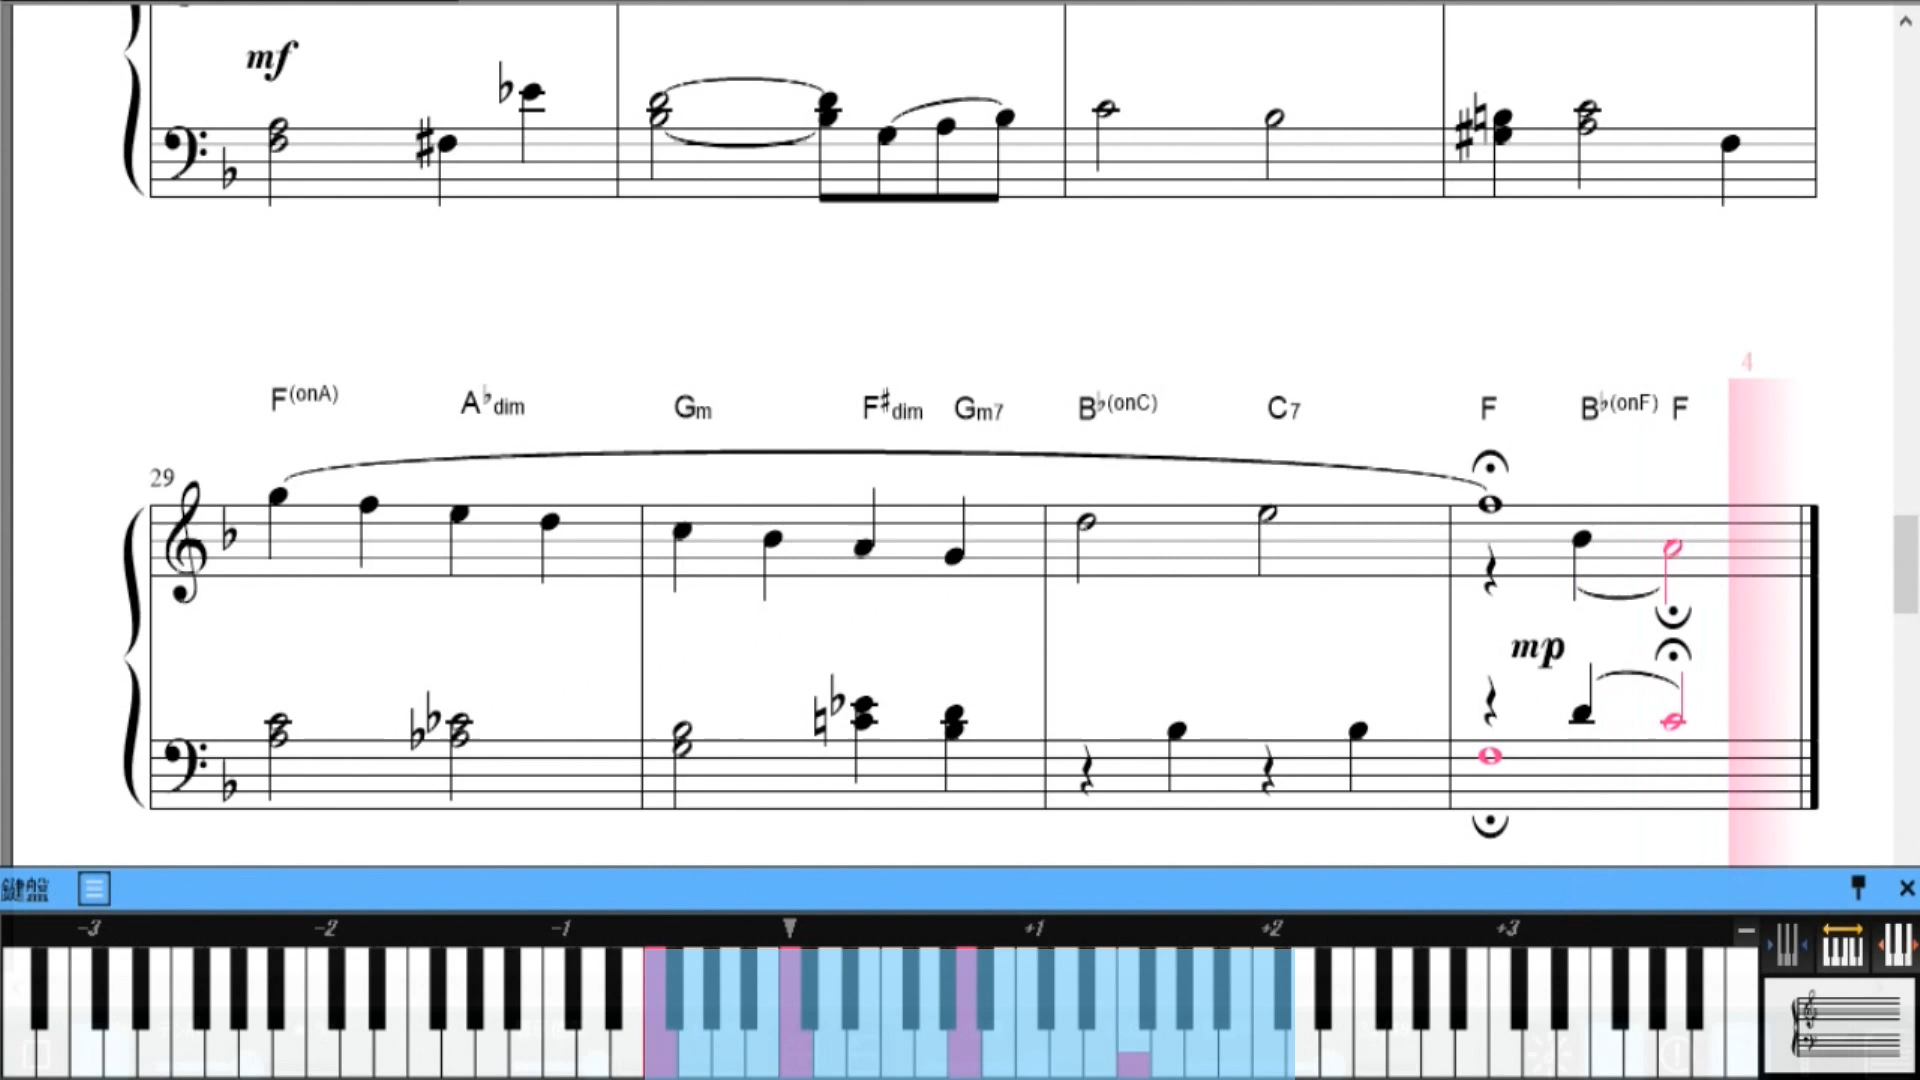 mf
4
F(onA) A♭dim Gm F♯dim Gm7 B♭(onC) C7 F B♭(onF) F
29
mp
鍵盤
-3 -2 -1 +1 +2 +3